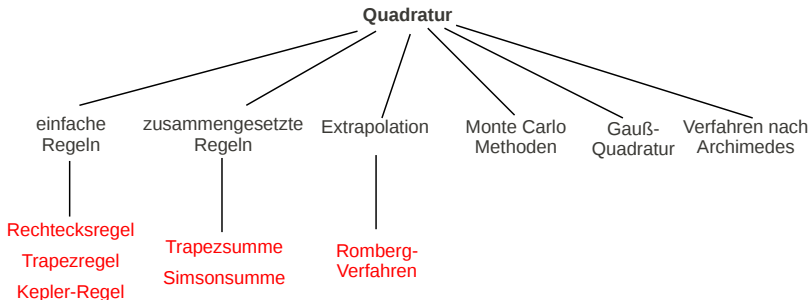 Quadratur
einfache
Regeln
zusammengesetzte
Regeln
Extrapolation
Monte Carlo
Methoden
Gauß-
Quadratur
Verfahren nach
Archimedes
Rechtecksregel
Trapezregel
Kepler-Regel
Trapezsumme
Simsonsumme
Romberg-
Verfahren